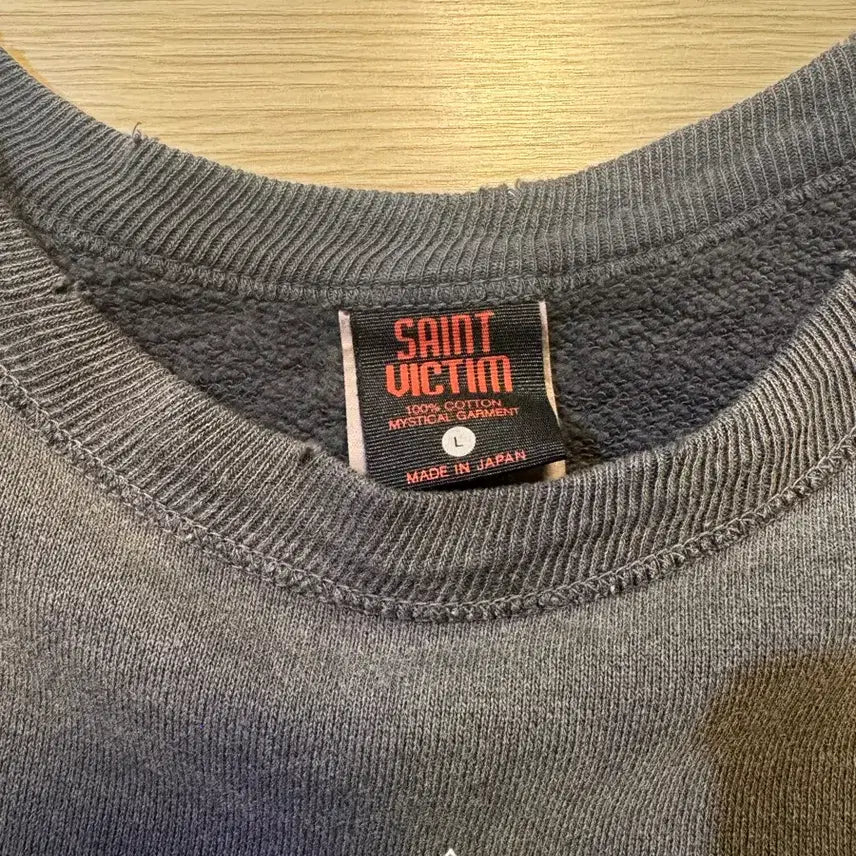 SAINT
VICTIM
100% COTTON
MYSTICAL GARMENT
L
MADE IN JAPAN